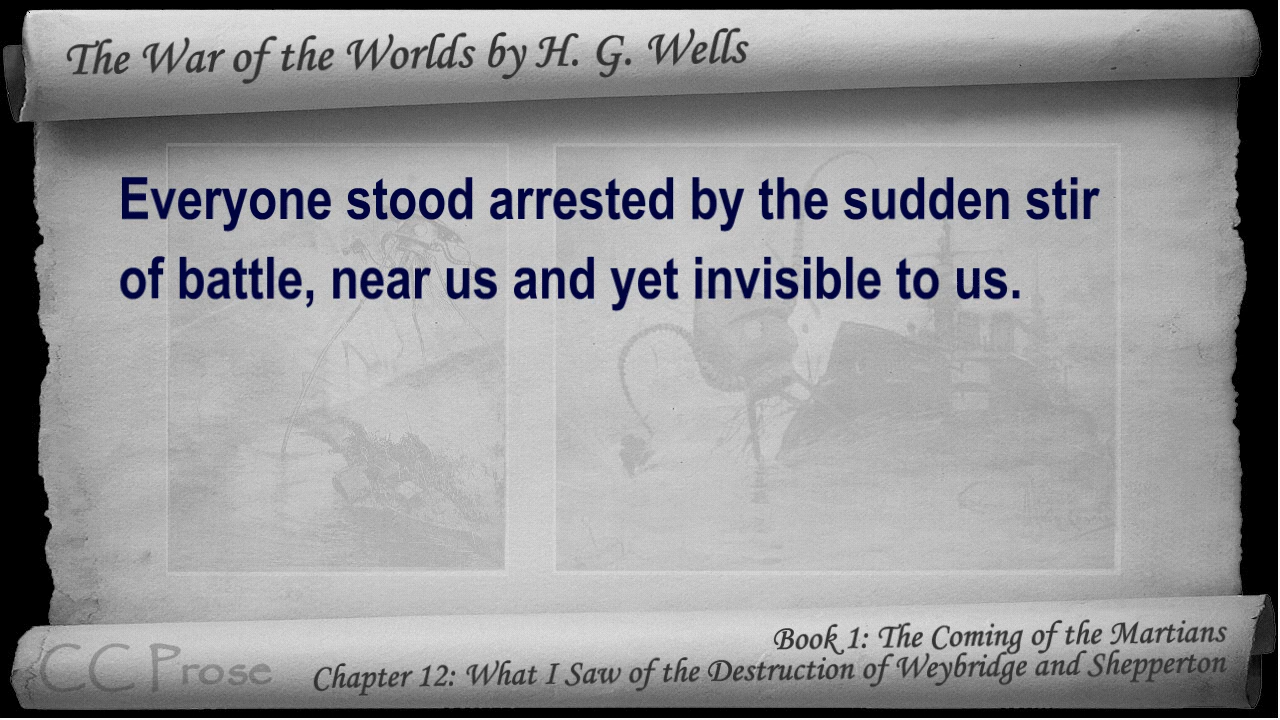 The War of the Worlds by H. G. Wells
Everyone stood arrested by the sudden stir
of battle, near us and yet invisible to us.
Book 1: The Coming of the Martians
CC Prose
Chapter 12: What I Saw of the Destruction of Weybridge and Shepperton